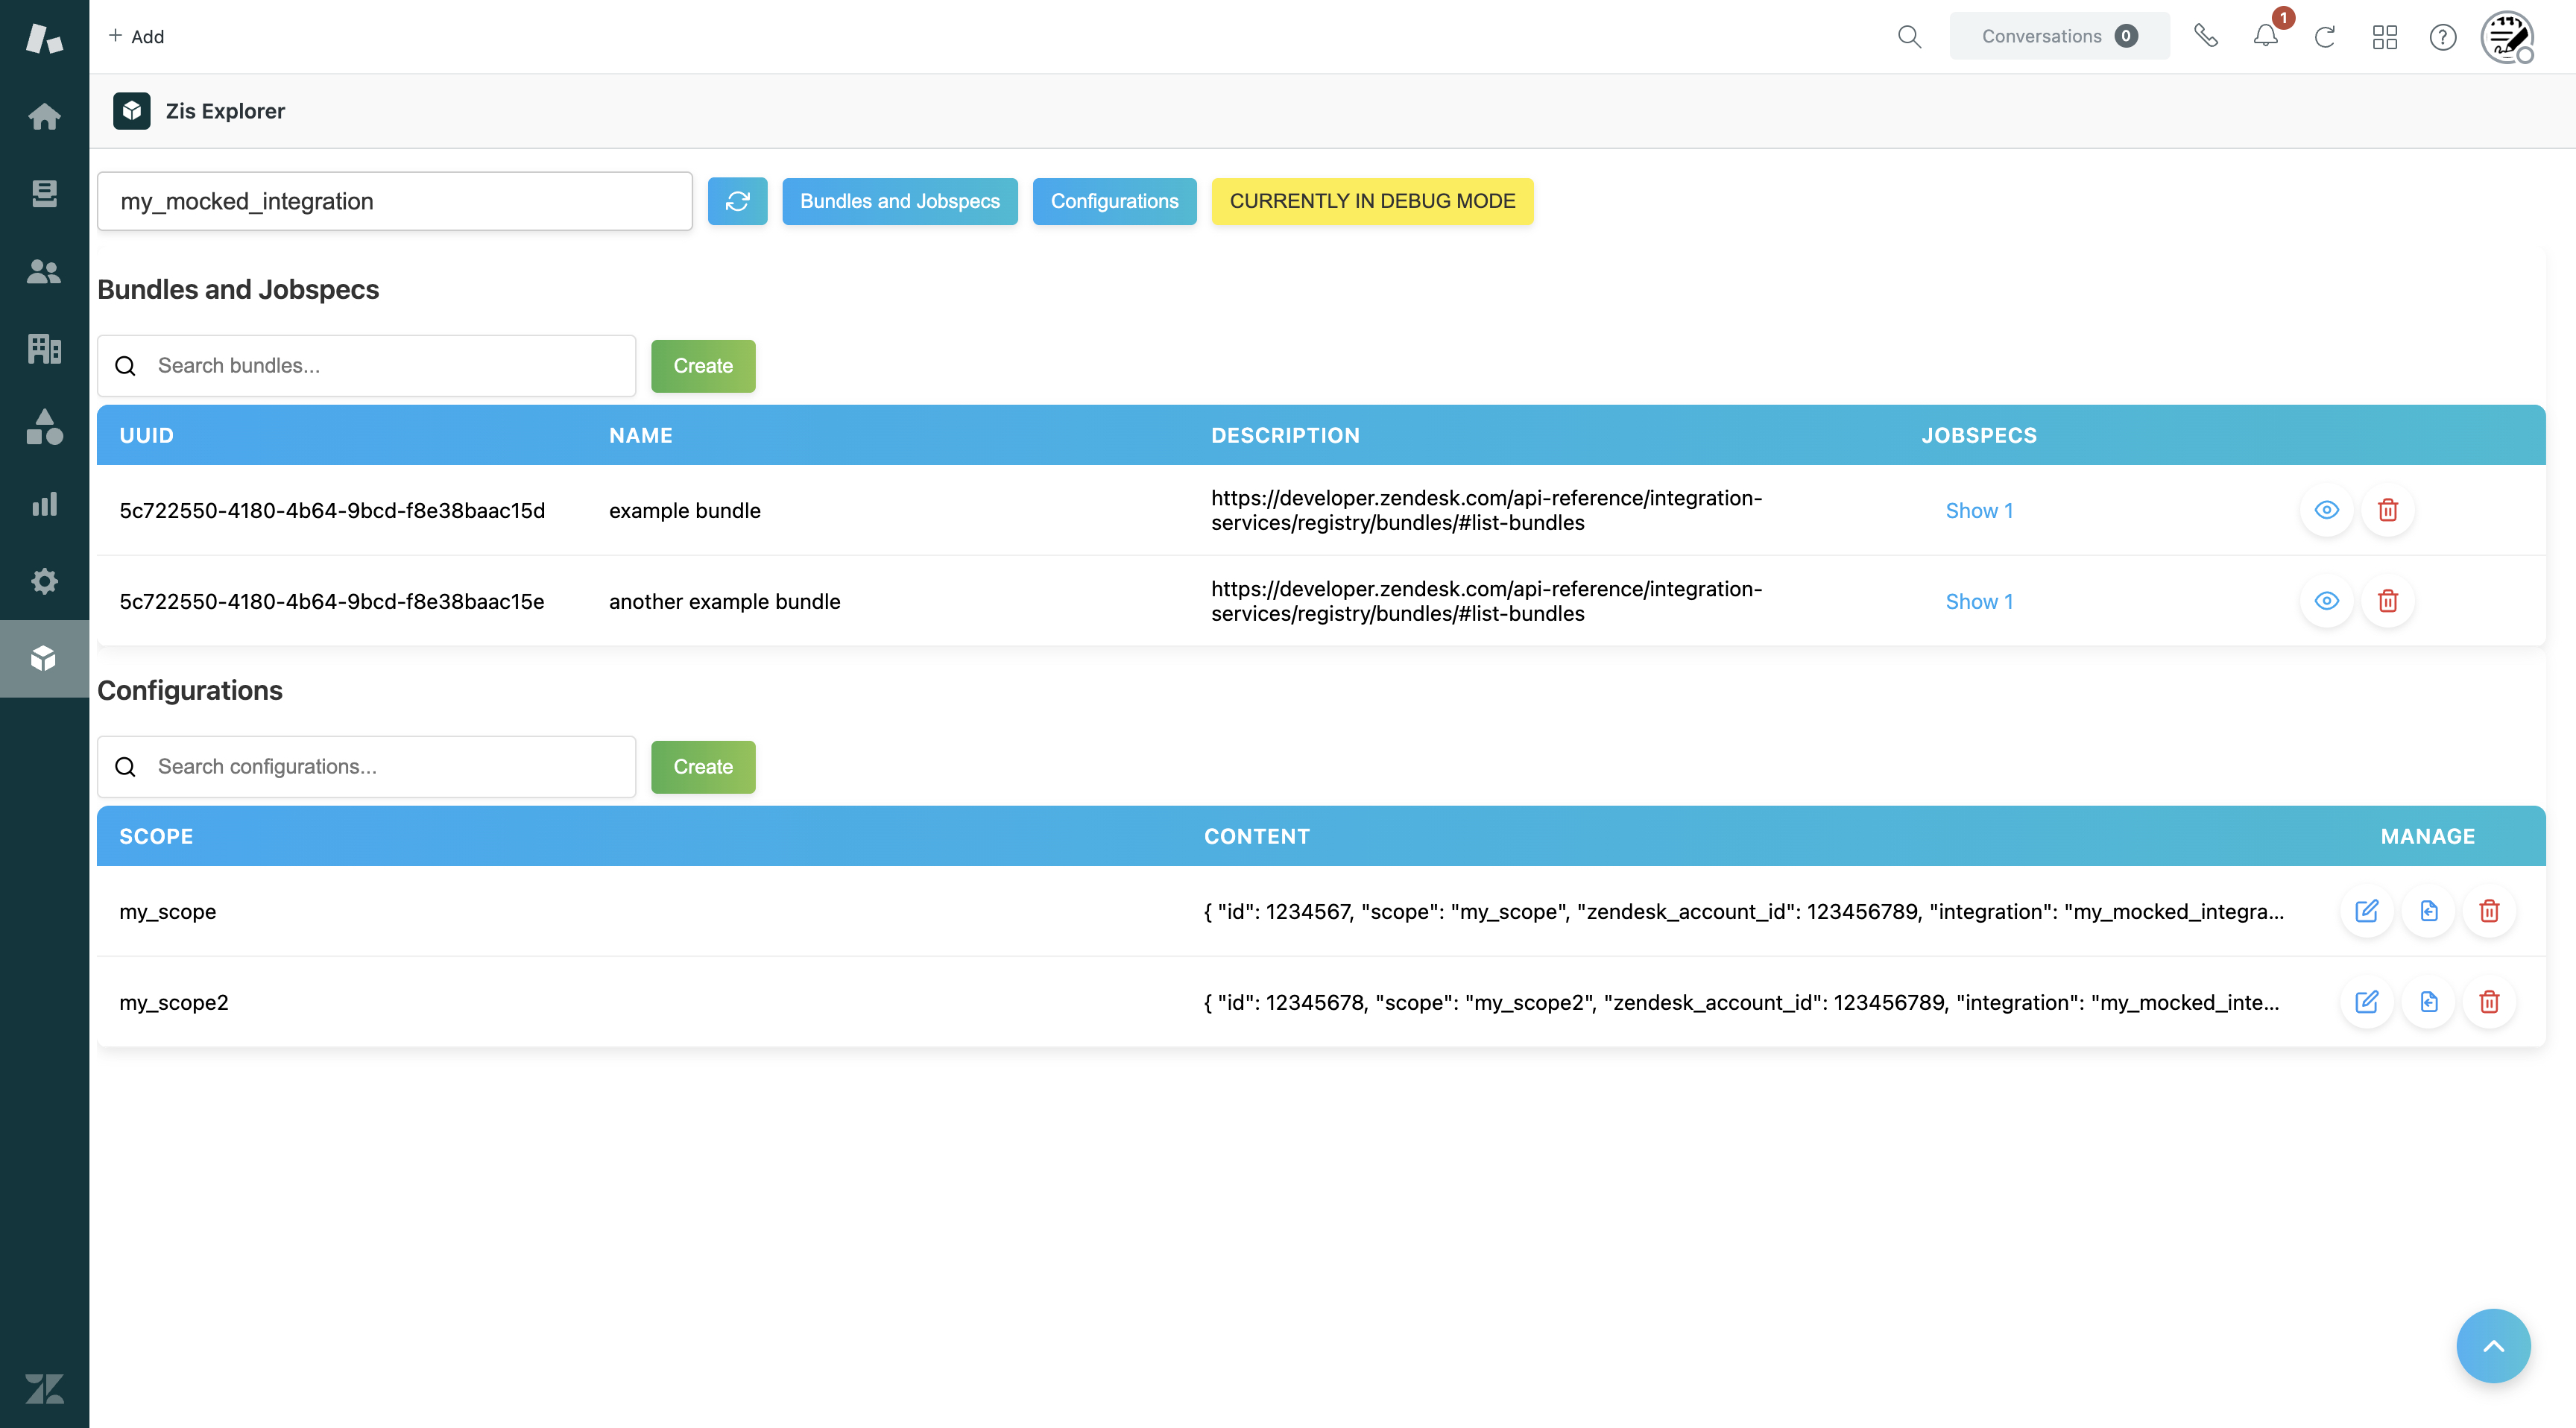 Add
Conversations 0
1
Zis Explorer
my_mocked_integration
Bundles and Jobspecs
Configurations
CURRENTLY IN DEBUG MODE
Bundles and Jobspecs
Search bundles...
Create
UUID NAME DESCRIPTION JOBSPECS
5c722550-4180-4b64-9bcd-f8e38baac15d example bundle https://developer.zendesk.com/api-reference/integration-
services/registry/bundles/#list-bundles Show 1
5c722550-4180-4b64-9bcd-f8e38baac15e another example bundle https://developer.zendesk.com/api-reference/integration-
services/registry/bundles/#list-bundles Show 1
Configurations
Search configurations...
Create
SCOPE CONTENT MANAGE
my_scope { "id": 1234567, "scope": "my_scope", "zendesk_account_id": 123456789, "integration": "my_mocked_integra...
my_scope2 { "id": 12345678, "scope": "my_scope2", "zendesk_account_id": 123456789, "integration": "my_mocked_inte...